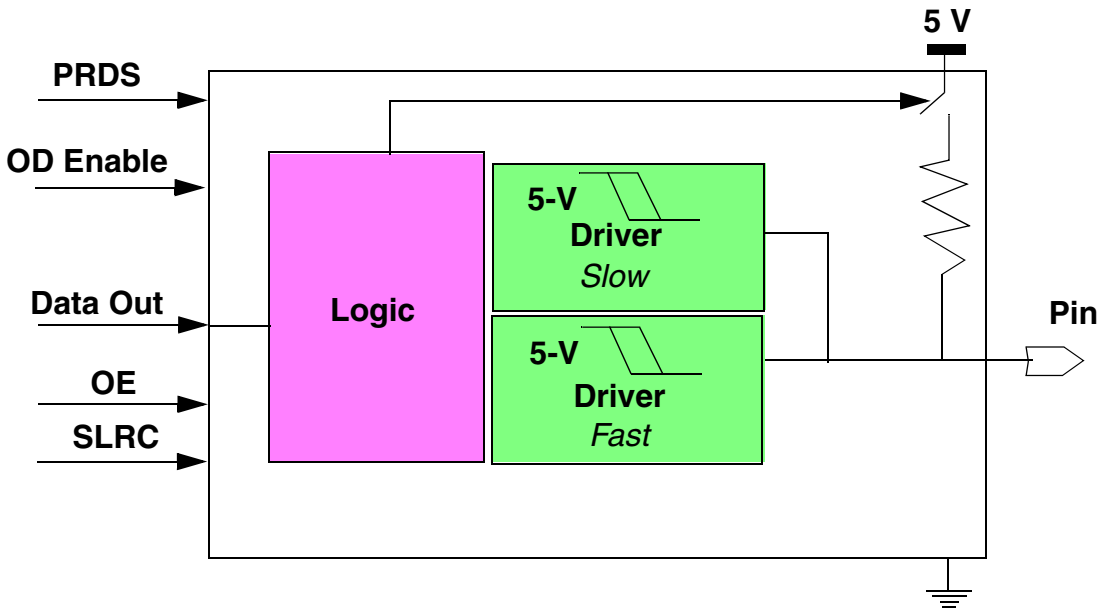 5 V
PRDS
OD Enable
Data Out
OE
SLRC
Logic
5-V
Driver
Slow
5-V
Driver
Fast
Pin